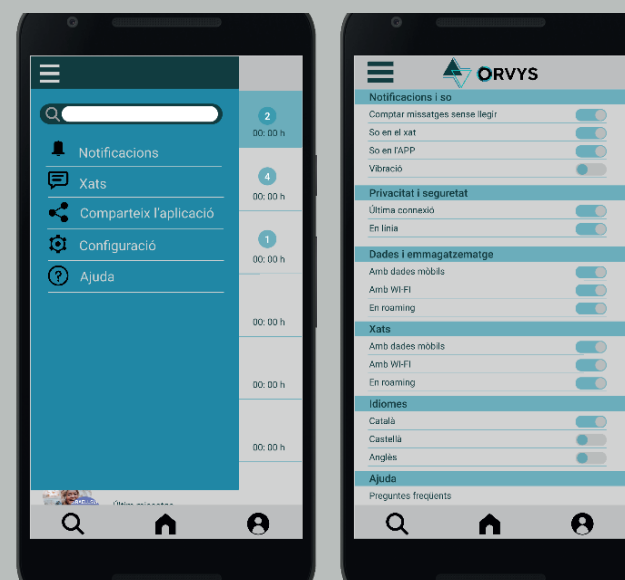 2
00: 00 h
Notificacions
4
Xats
00: 00 h
Comparteix l'aplicació
1
Configuració
00: 00 h
Ajuda
00: 00 h
00: 00 h
00: 00 h
ORVYS
Notificacions i so
Comptar missatges sense llegir
So en el xat
So en l'APP
Vibració
Privacitat i seguretat
Última connexió
En línia
Dades i emmagatzematge
Amb dades mòbils
Amb WI-FI
En roaming
Xats
Amb dades mòbils
Amb WI-FI
En roaming
Idiomes
Català
Castellà
Anglès
Ajuda
Preguntes freqüents